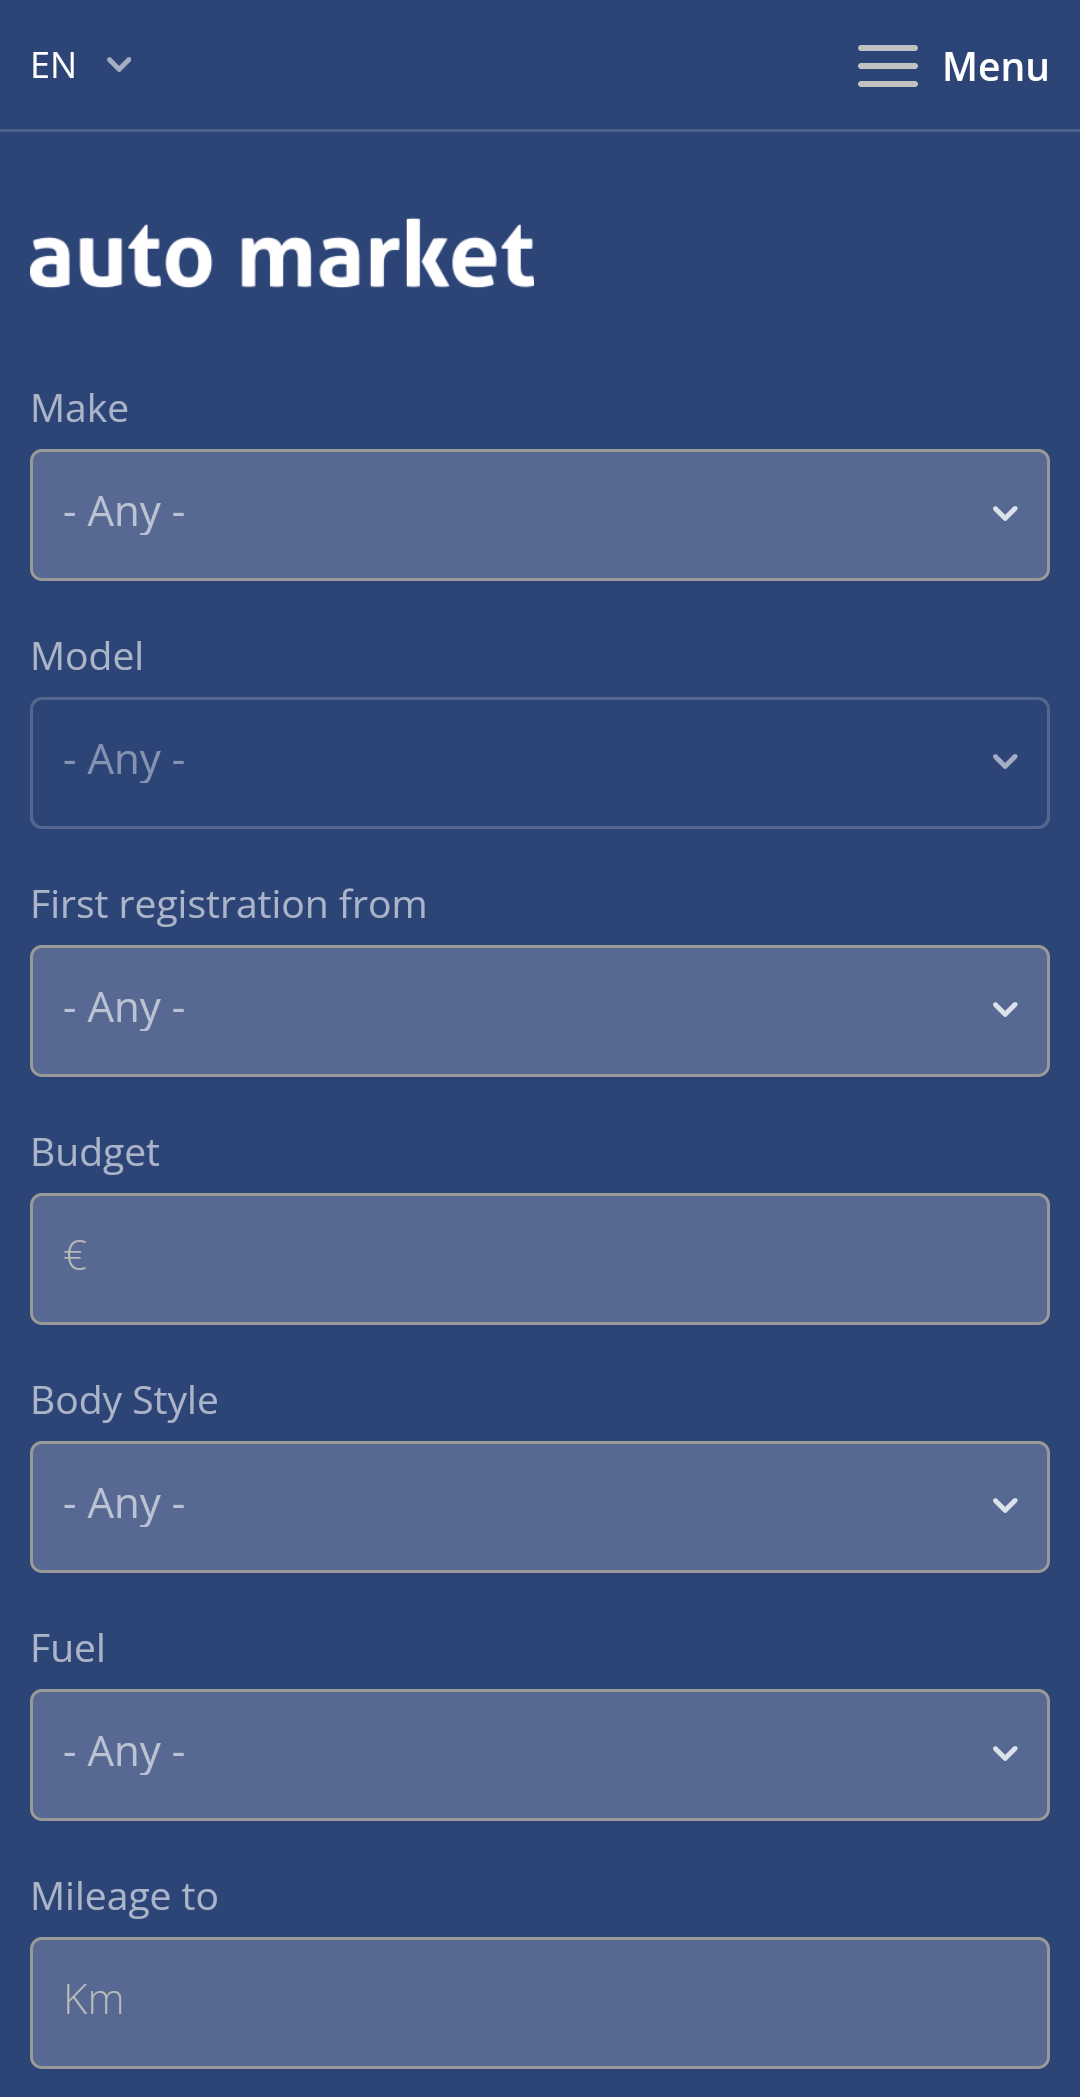 EN
Menu
auto market
Make
- Any -
Model
- Any -
First registration from
- Any -
Budget
€
Body Style
- Any -
Fuel
- Any -
Mileage to
Km